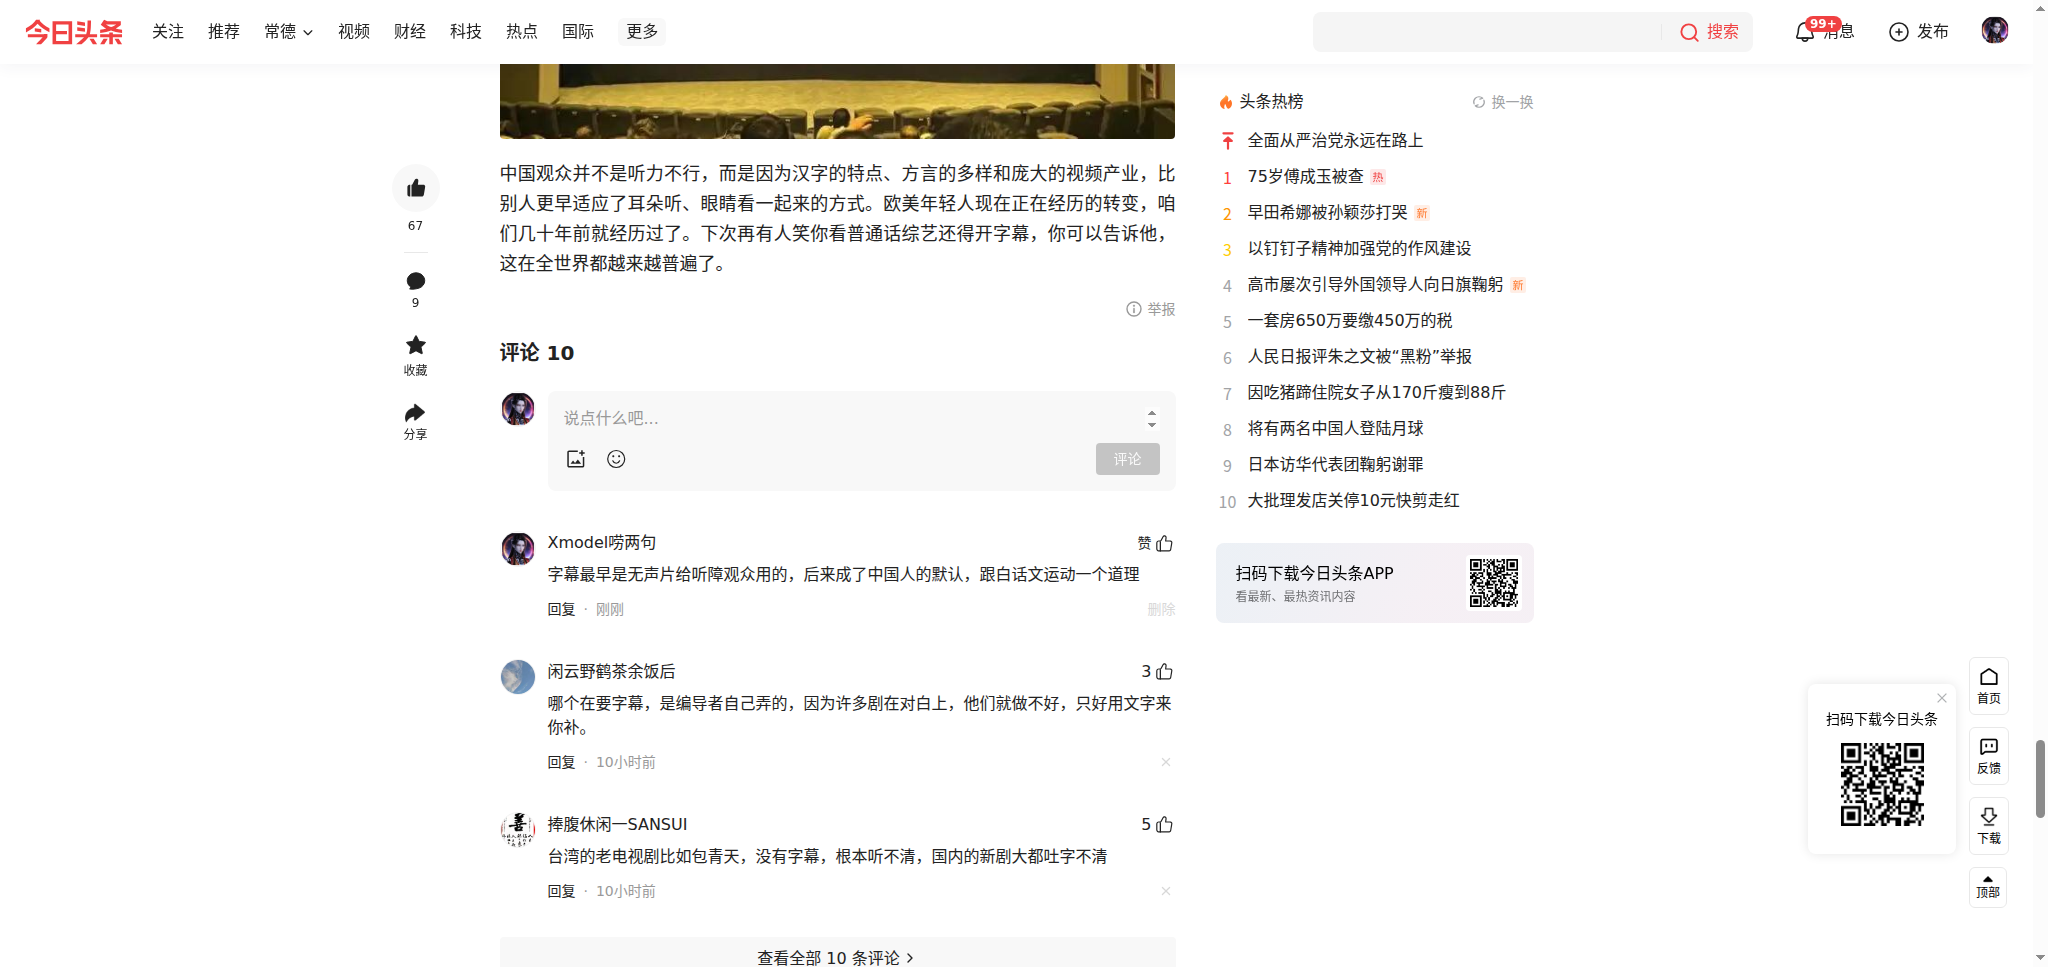 今日头条
关注 推荐 常德 视频 财经 科技 热点 国际 更多
搜索
99+
消息
发布
中国观众并不是听力不行，而是因为汉字的特点、方言的多样和庞大的视频产业，比
别人更早适应了耳朵听、眼睛看一起来的方式。欧美年轻人现在正在经历的转变，咱
们几十年前就经历过了。下次再有人笑你看普通话综艺还得开字幕，你可以告诉他，
这在全世界都越来越普遍了。
67
9
收藏
分享
举报
评论 10
说点什么吧...
评论
Xmodel唠两句
赞
字幕最早是无声片给听障观众用的，后来成了中国人的默认，跟白话文运动一个道理
回复 · 刚刚
删除
闲云野鹤茶余饭后
3
哪个在要字幕，是编导者自己弄的，因为许多剧在对白上，他们就做不好，只好用文字来
你补。
回复 · 10小时前
捧腹休闲一SANSUI
5
台湾的老电视剧比如包青天，没有字幕，根本听不清，国内的新剧大都吐字不清
回复 · 10小时前
查看全部 10 条评论
头条热榜
换一换
全面从严治党永远在路上
1 75岁傅成玉被查 热
2 早田希娜被孙颖莎打哭 新
3 以钉钉子精神加强党的作风建设
4 高市屡次引导外国领导人向日旗鞠躬 新
5 一套房650万要缴450万的税
6 人民日报评朱之文被“黑粉”举报
7 因吃猪蹄住院女子从170斤瘦到88斤
8 将有两名中国人登陆月球
9 日本访华代表团鞠躬谢罪
10 大批理发店关停10元快剪走红
扫码下载今日头条APP
看最新、最热资讯内容
扫码下载今日头条
首页
反馈
下载
顶部